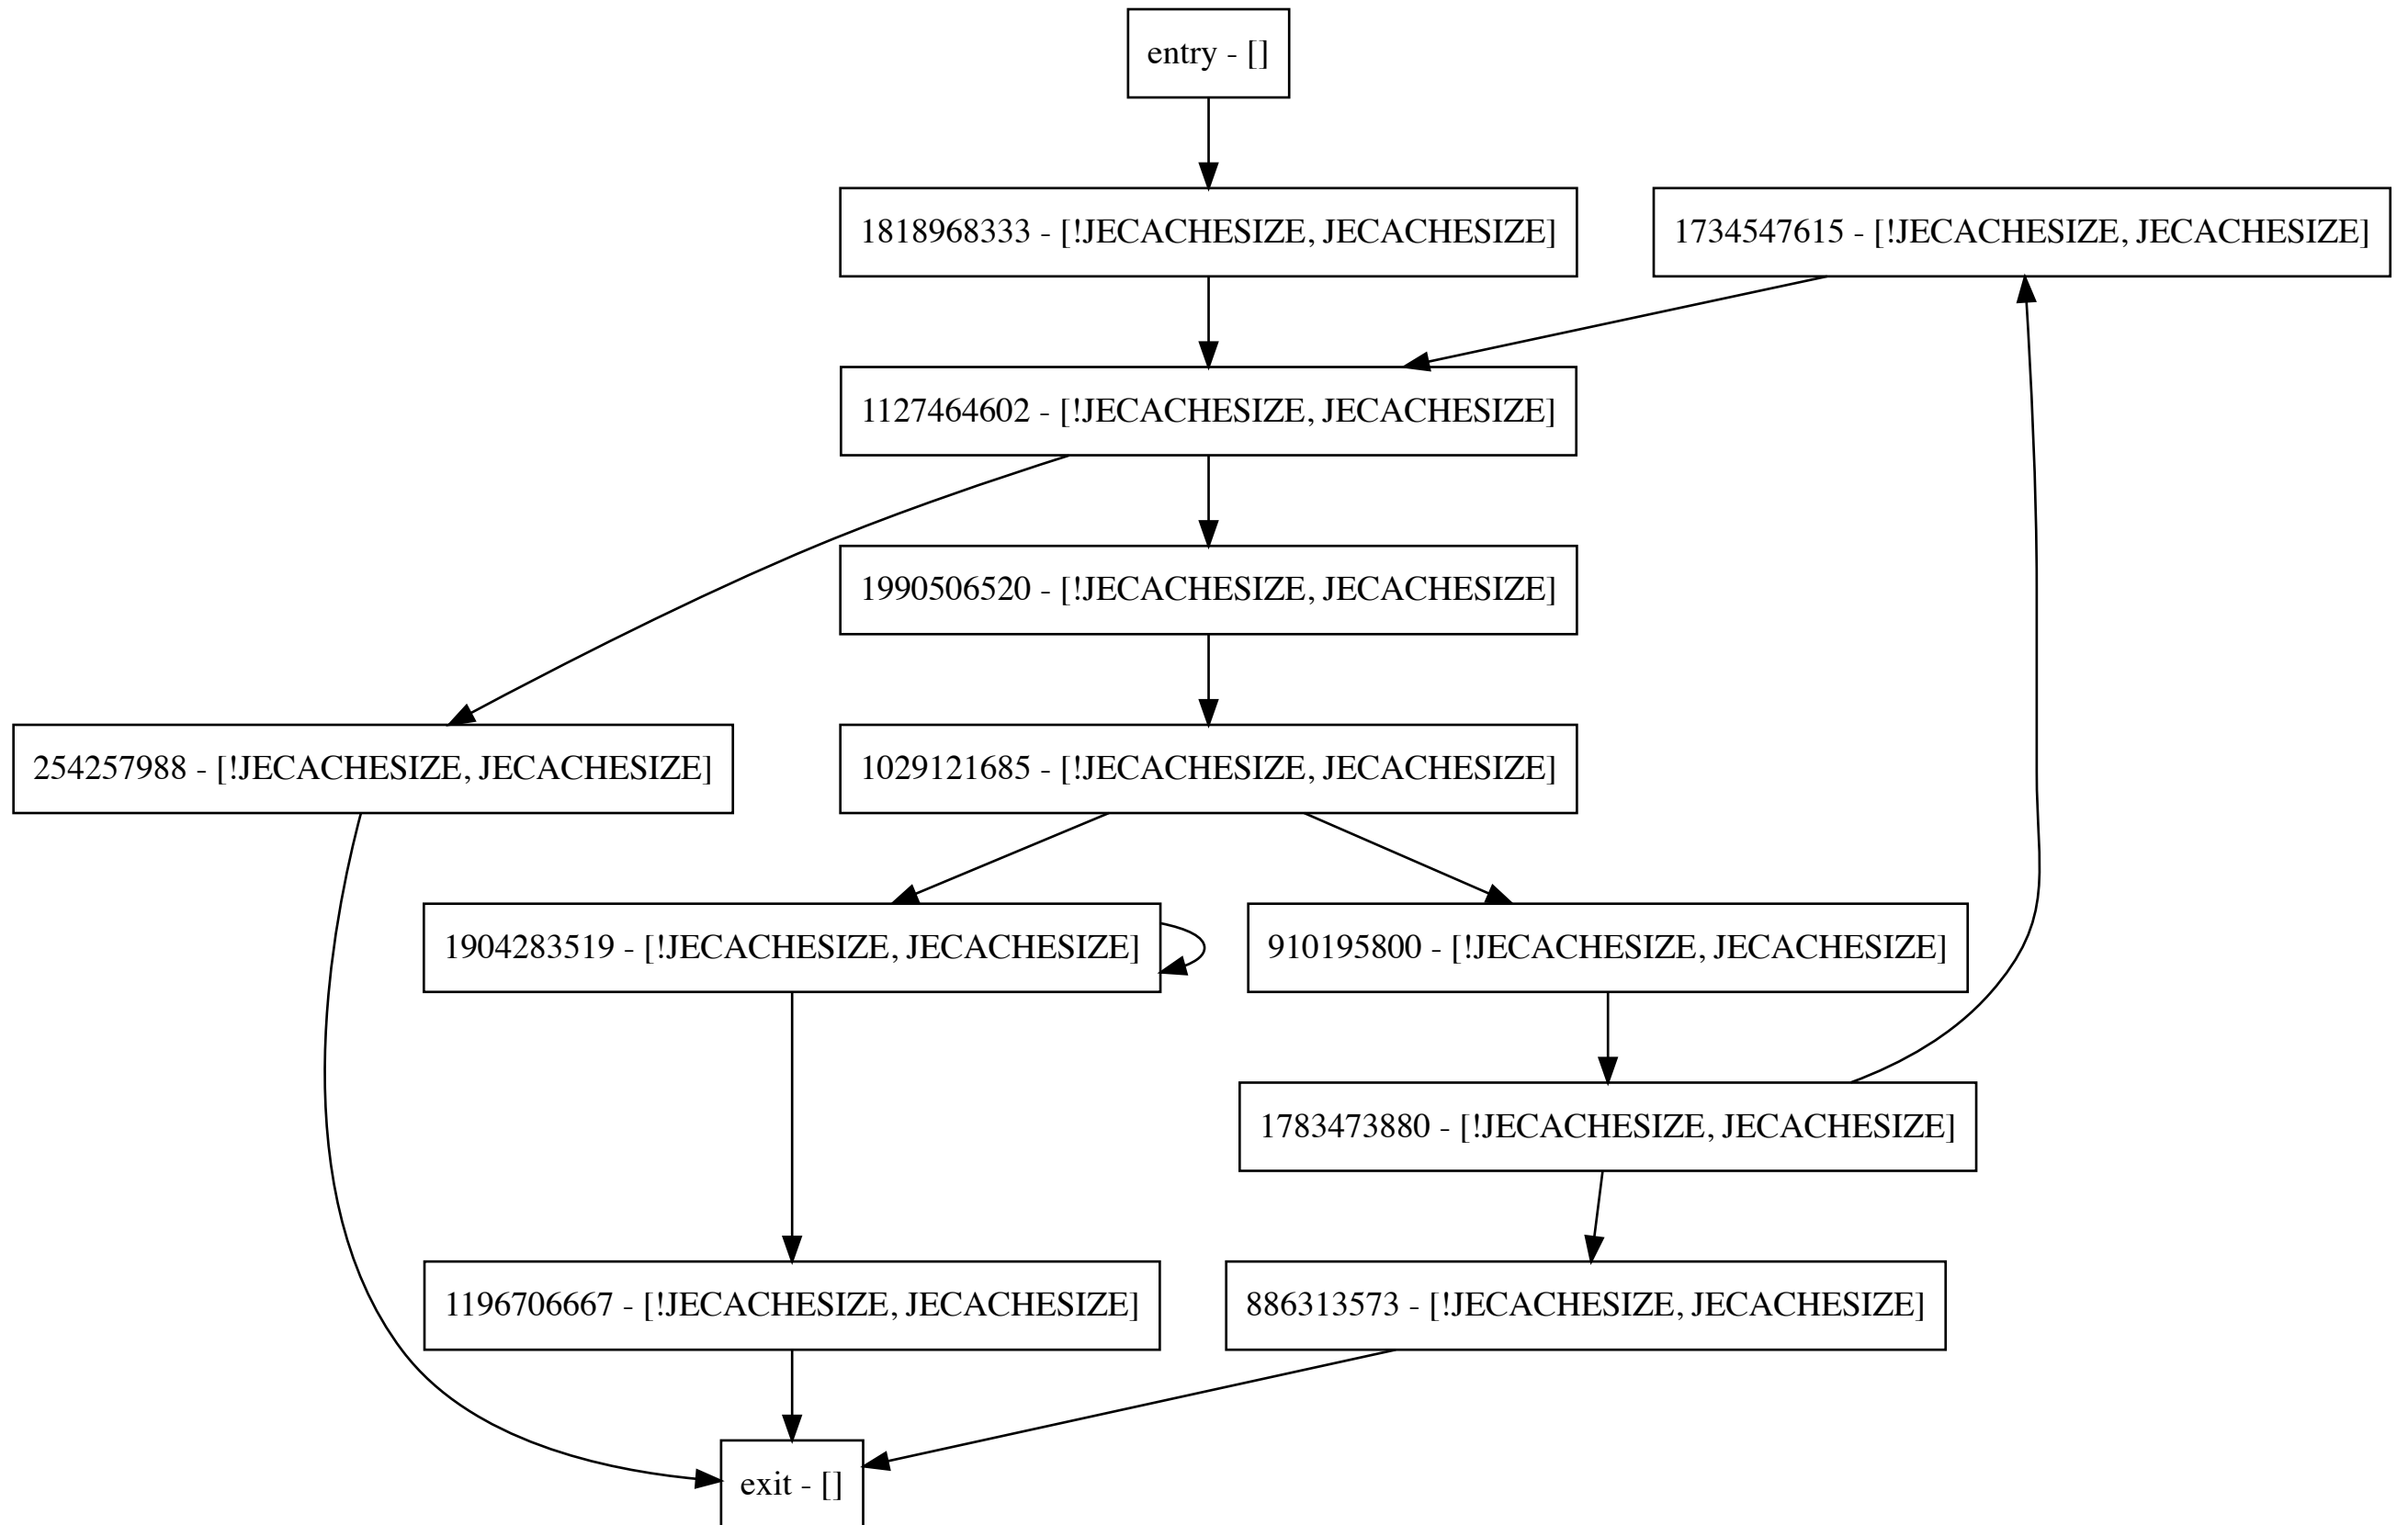 entry - []
1818968333 - [!JECACHESIZE, JECACHESIZE]
1734547615 - [!JECACHESIZE, JECACHESIZE]
1127464602 - [!JECACHESIZE, JECACHESIZE]
1990506520 - [!JECACHESIZE, JECACHESIZE]
254257988 - [!JECACHESIZE, JECACHESIZE]
1029121685 - [!JECACHESIZE, JECACHESIZE]
1904283519 - [!JECACHESIZE, JECACHESIZE]
910195800 - [!JECACHESIZE, JECACHESIZE]
1783473880 - [!JECACHESIZE, JECACHESIZE]
1196706667 - [!JECACHESIZE, JECACHESIZE]
886313573 - [!JECACHESIZE, JECACHESIZE]
exit - []